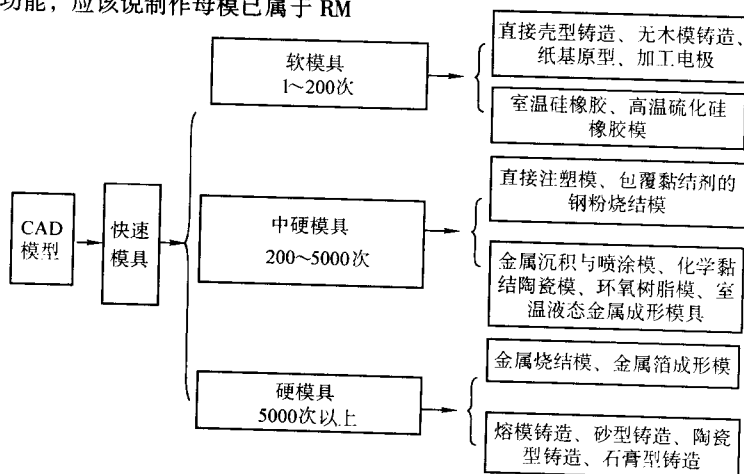 功能，应该说制作母模已属于 RM
CAD
模型
快速
模具
软模具
1～200次
直接壳型铸造、无木模铸造、
纸基原型、加工电极
室温硅橡胶、高温硫化硅
橡胶模
中硬模具
200～5000次
直接注塑模、包覆黏结剂的
钢粉烧结模
金属沉积与喷涂模、化学黏
结陶瓷模、环氧树脂模、室
温液态金属成形模具
硬模具
5000次以上
金属烧结模、金属箔成形模
熔模铸造、砂型铸造、陶瓷
型铸造、石膏型铸造